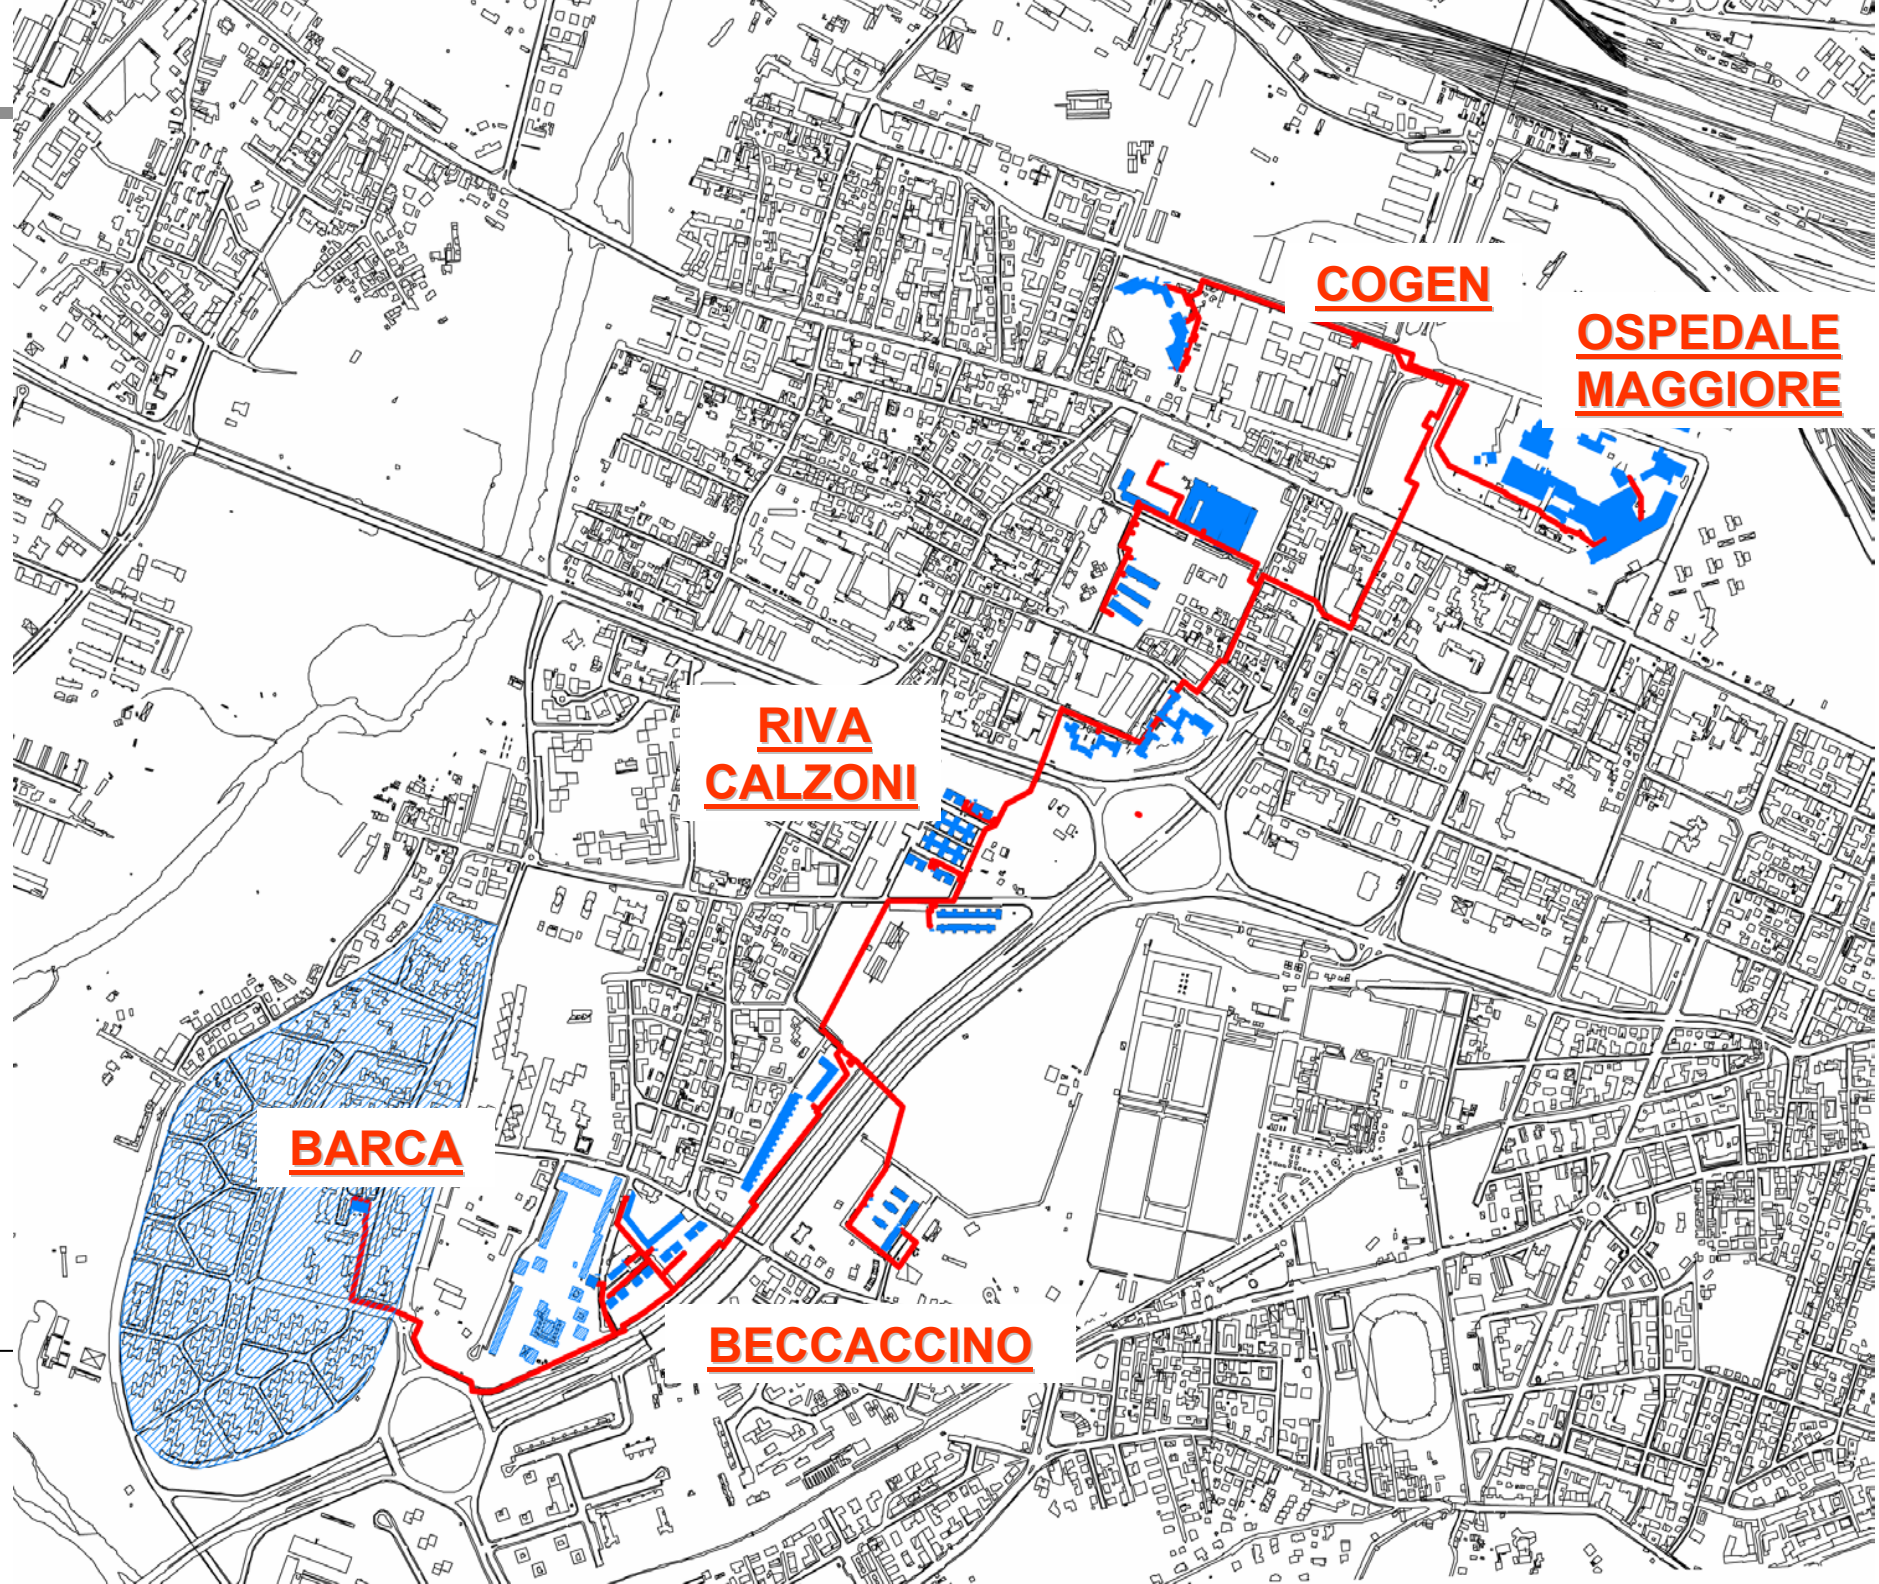 COGEN
OSPEDALE
MAGGIORE
RIVA
CALZONI
BARCA
BECCACCINO